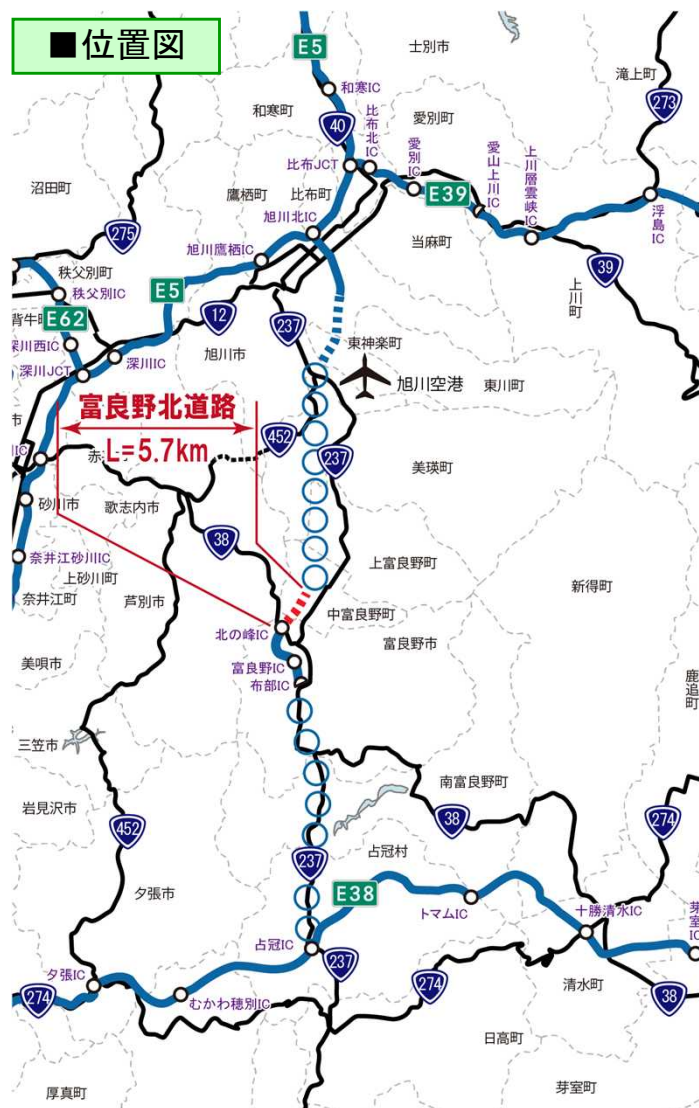 ■位置図
E5
士別市
滝上町
和寒IC
273
和寒町
40
比布北IC
愛別町
愛別IC
愛山上川IC
上川層雲峡IC
沼田町
比布JCT
鷹栖町
比布町
E39
浮島IC
旭川北IC
275
当麻町
旭川鷹栖IC
39
秩父別町
上川町
E5
秩父別IC
E62
12
237
背牛町
東神楽町
深川西IC
旭川市
深川IC
旭川空港
深川JCT
東川町
富良野北道路
452
L=5.7km
赤
237
美瑛町
砂川市
歌志内市
38
奈井江砂川IC
上富良野町
上砂川町
新得町
奈井江町
芦別市
中富良野町
北の峰IC
富良野市
美唄市
富良野IC
布部IC
鹿追町
三笠市
南富良野町
岩見沢市
38
274
452
237
占冠村
夕張市
E38
トマムIC
十勝清水IC
芽室IC
占冠IC
237
夕張IC
274
むかわ穂別IC
274
清水町
38
日高町
厚真町
芽室町